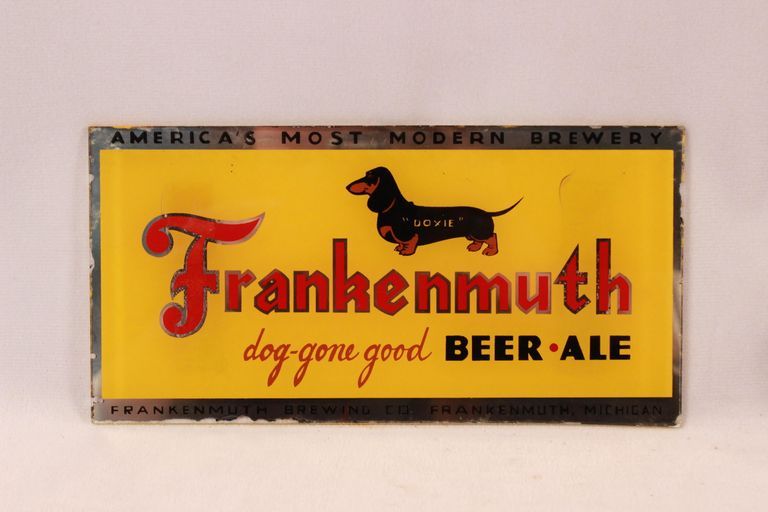 AMERICA'S MOST MODERN BREWERY
"DOXIE"
Frankenmuth
dog-gone good BEER • ALE
FRANKENMUTH BREWING CO. FRANKENMUTH, MICHIGAN